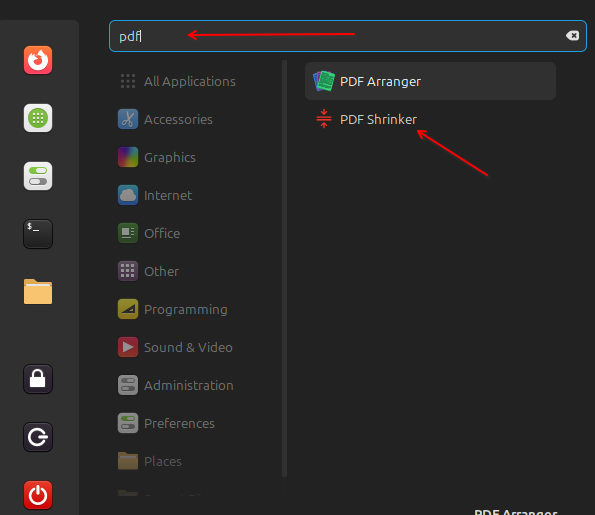 pdf
All Applications
Accessories
Graphics
Internet
Office
Other
Programming
Sound & Video
Administration
Preferences
Places
PDF Arranger
PDF Shrinker
$_
PDF Arranger